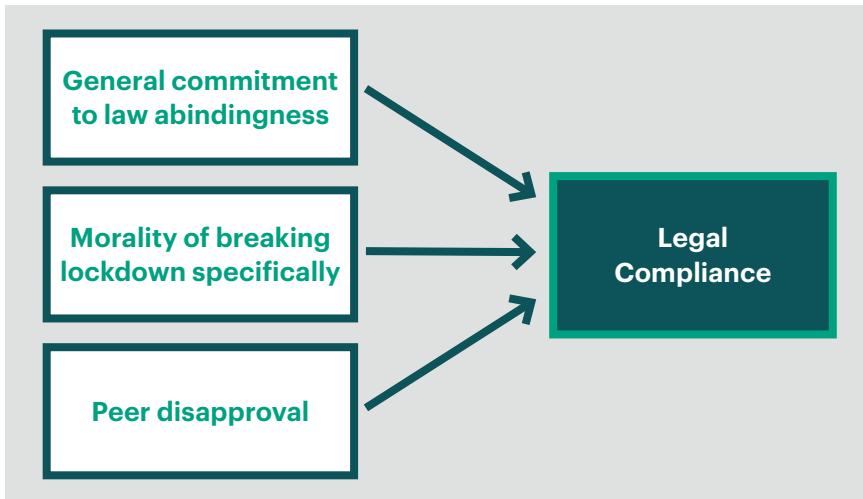 General commitment
to law abindingness
Morality of breaking
lockdown specifically
Peer disapproval
Legal
Compliance